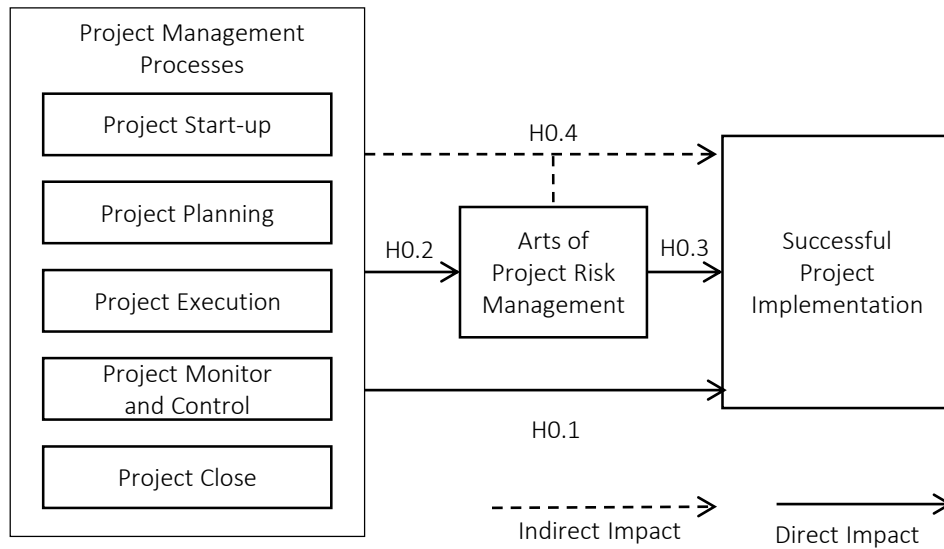 Project Management
Processes
Project Start-up
Project Planning
Project Execution
Project Monitor
and Control
Project Close
H0.4
H0.2
Arts of
Project Risk
Management
H0.3
H0.1
Successful
Project
Implementation
Indirect Impact
Direct Impact